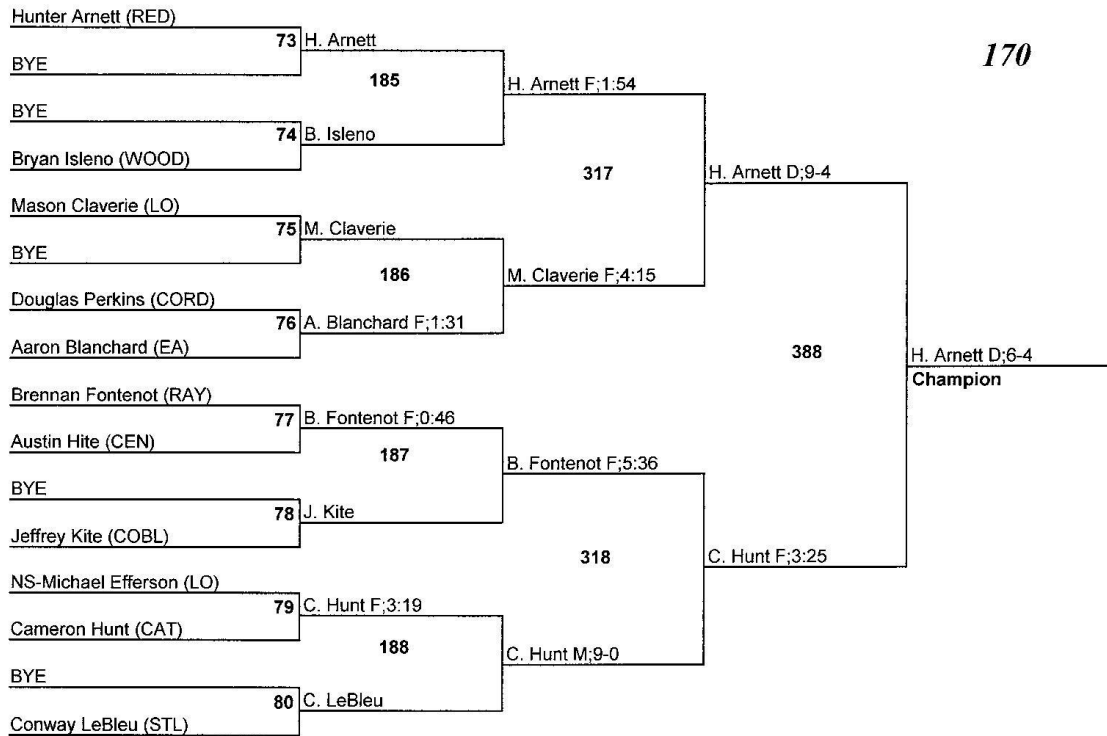 Hunter Arnett (RED)
73 H. Arnett
BYE
185
H. Arnett F;1:54
170
BYE
74 B. Isleno
Bryan Isleno (WOOD)
317
H. Arnett D;9-4
Mason Claverie (LO)
75 M. Claverie
BYE
186
M. Claverie F;4:15
Douglas Perkins (CORD)
76 A. Blanchard F;1:31
Aaron Blanchard (EA)
388
H. Arnett D;6-4
Champion
Brennan Fontenot (RAY)
77 B. Fontenot F;0:46
Austin Hite (CEN)
187
B. Fontenot F;5:36
BYE
78 J. Kite
Jeffrey Kite (COBL)
318
C. Hunt F;3:25
NS-Michael Efferson (LO)
79 C. Hunt F;3:19
Cameron Hunt (CAT)
188
C. Hunt M;9-0
BYE
80 C. LeBleu
Conway LeBleu (STL)